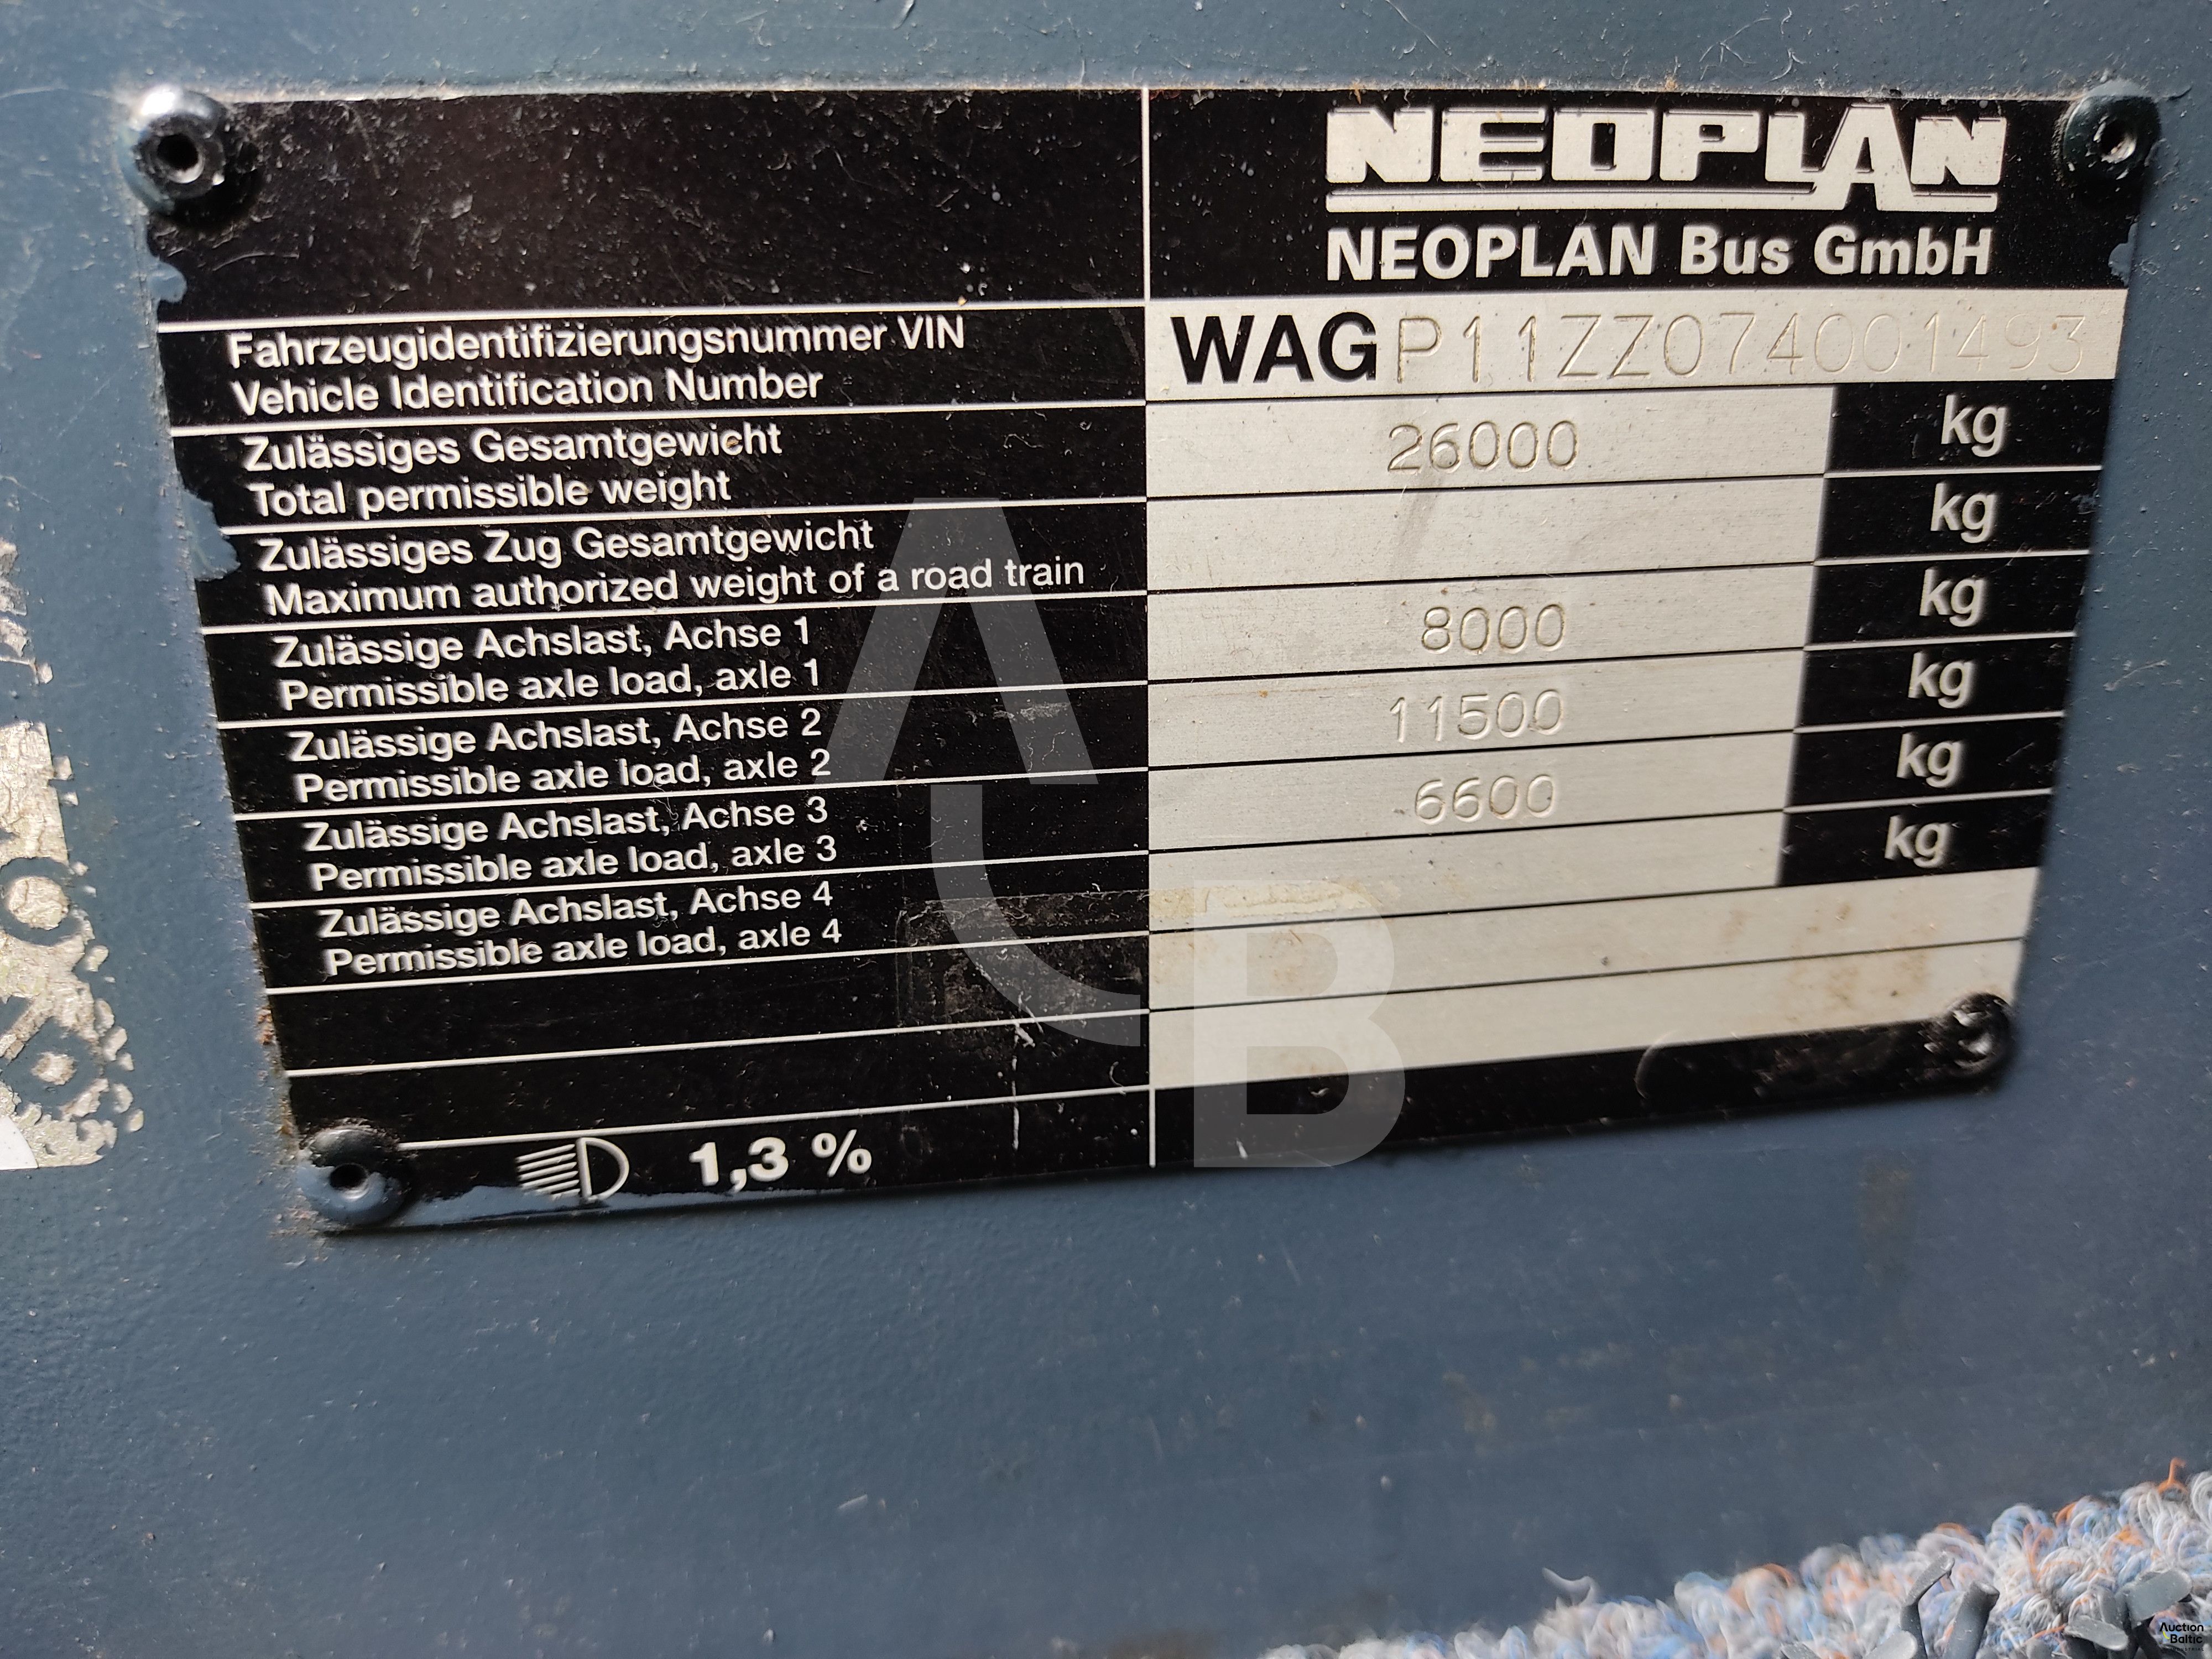 NEOPLAN
NEOPLAN Bus GmbH
Fahrzeugidentifizierungsnummer VIN
Vehicle Identification Number
WAGP11ZZ074001493
Zulässiges Gesamtgewicht
Total permissible weight
26000 kg
Zulässiges Zug Gesamtgewicht
Maximum authorized weight of a road train
kg
Zulässige Achslast, Achse 1
Permissible axle load, axle 1
8000 kg
Zulässige Achslast, Achse 2
Permissible axle load, axle 2
11500 kg
Zulässige Achslast, Achse 3
Permissible axle load, axle 3
6600 kg
Zulässige Achslast, Achse 4
Permissible axle load, axle 4
kg
1,3 %
A
B
Auction
Baltic